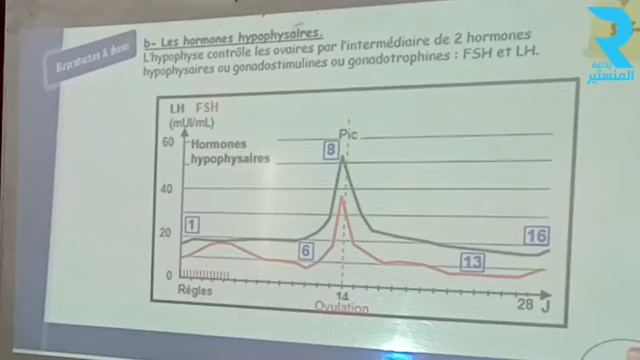 Reproduction & Santé
b- Les hormones hypophysaires.
L'hypophyse contrôle les ovaires par l'intermédiaire de 2 hormones
hypophysaires ou gonadostimulines ou gonadotrophines : FSH et LH.
LH FSH
(mUI/mL)
Hormones
hypophysaires
Pic
60
40
20
0
1
6
8
13
16
Règles
14
Ovulation
28 J
إذاعة
المنستير